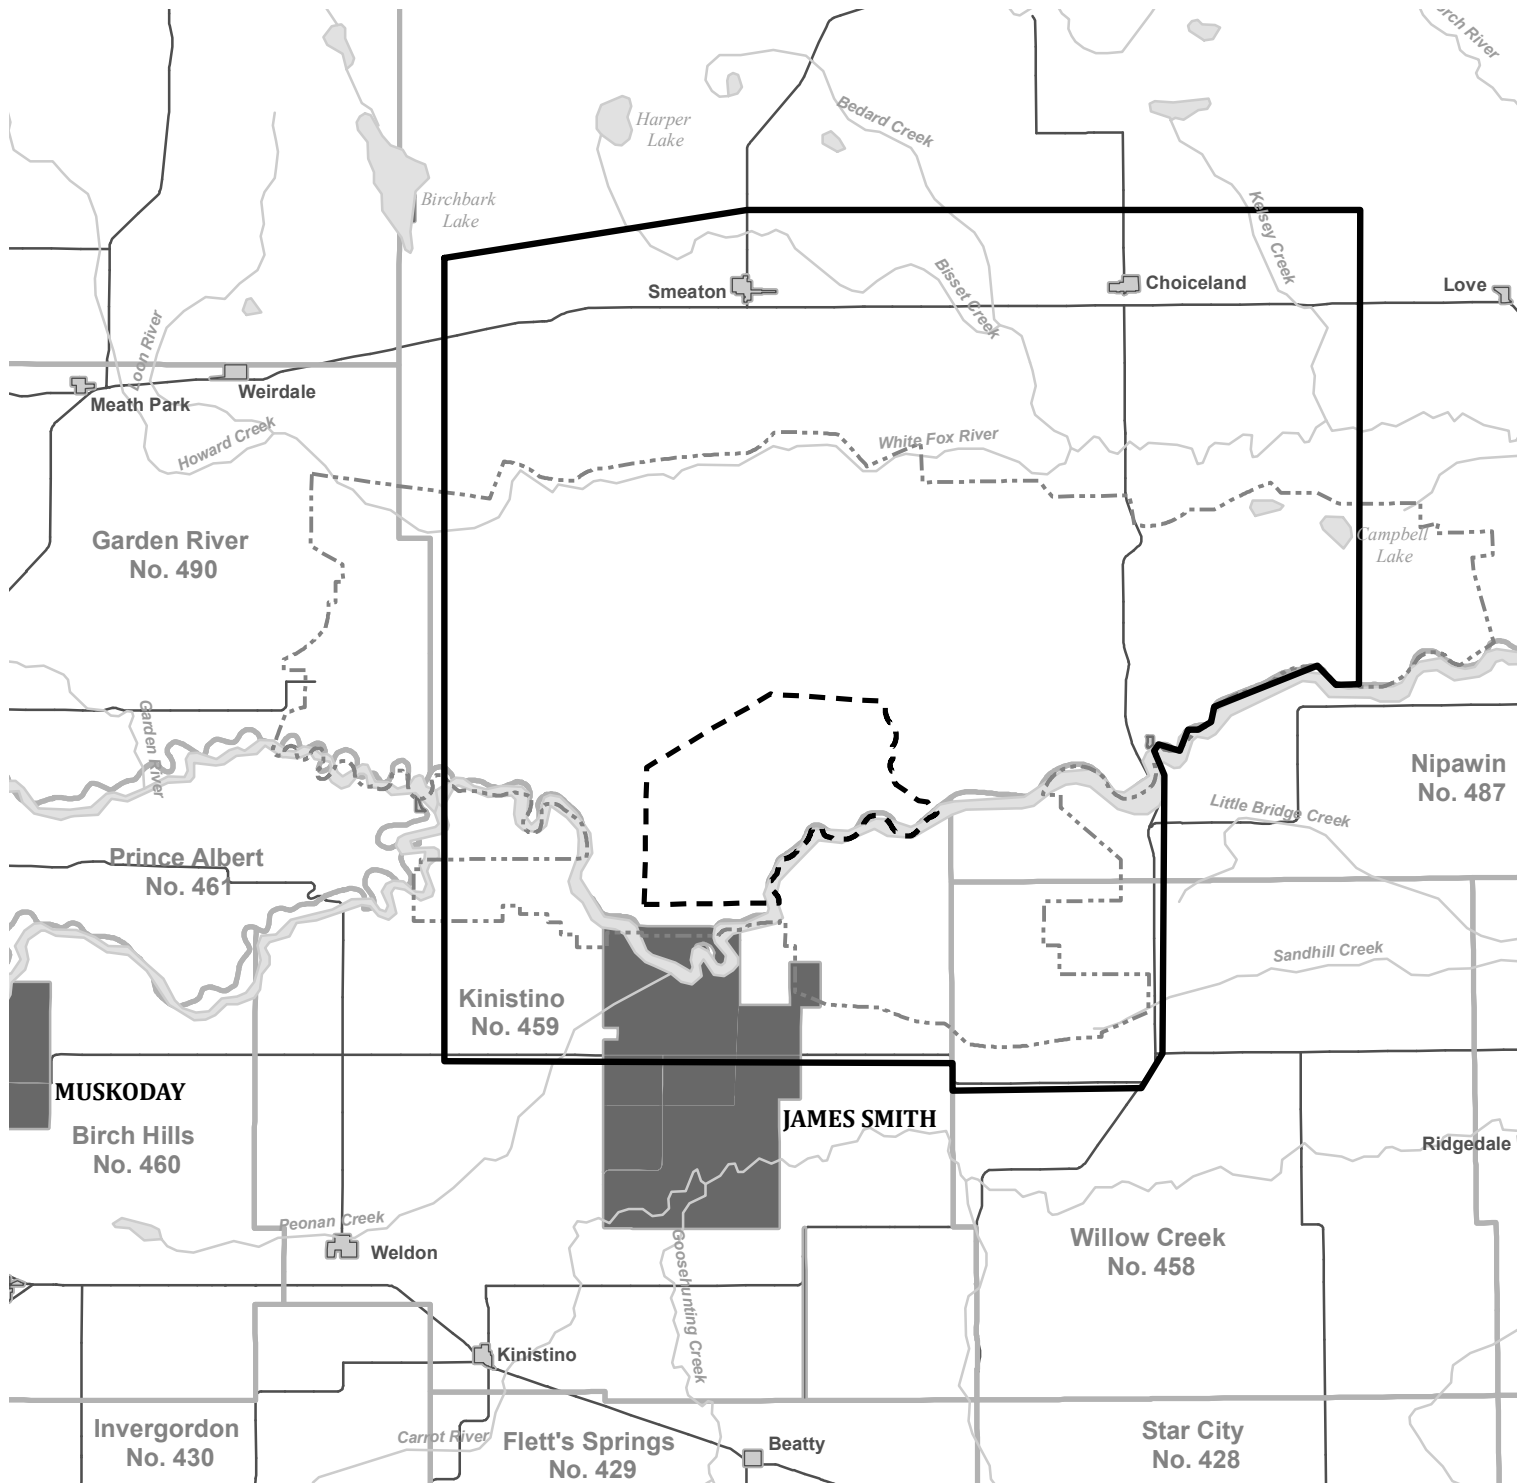 Birch River
Harper
Lake
Bedard Creek
Birchbark
Lake
Kelsey Creek
Bisset Creek
Smeaton
Choiceland
Love
Loon River
Weirdale
Meath Park
Howard Creek
White Fox River
Garden River
No. 490
Campbell
Lake
Garden River
Nipawin
No. 487
Little Bridge Creek
Prince Albert
No. 461
Sandhill Creek
Kinistino
No. 459
MUSKODAY
JAMES SMITH
Birch Hills
No. 460
Ridgedale
Peonan Creek
Weldon
Goosehunting Creek
Willow Creek
No. 458
Kinistino
Carrot River
Invergordon
No. 430
Flett's Springs
No. 429
Beatty
Star City
No. 428